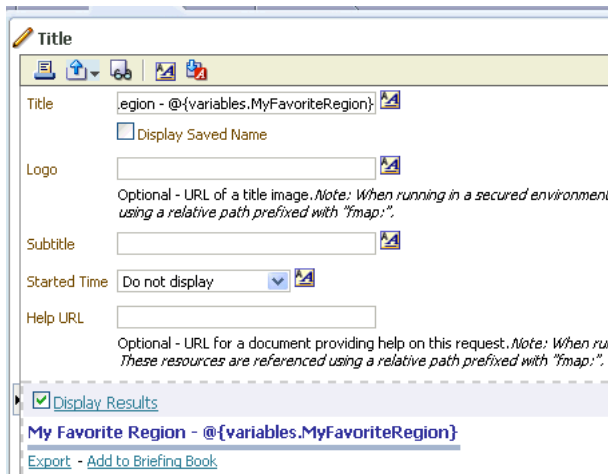 Title
Title
.egion - @{variables.MyFavoriteRegion}
Display Saved Name
Logo
Optional - URL of a title image. Note: When running in a secured environment
using a relative path prefixed with "fmap:".
Subtitle
Started Time Do not display
Help URL
Optional - URL for a document providing help on this request. Note: When ru
These resources are referenced using a relative path prefixed with "fmap:".
Display Results
My Favorite Region - @{variables.MyFavoriteRegion}
Export - Add to Briefing Book